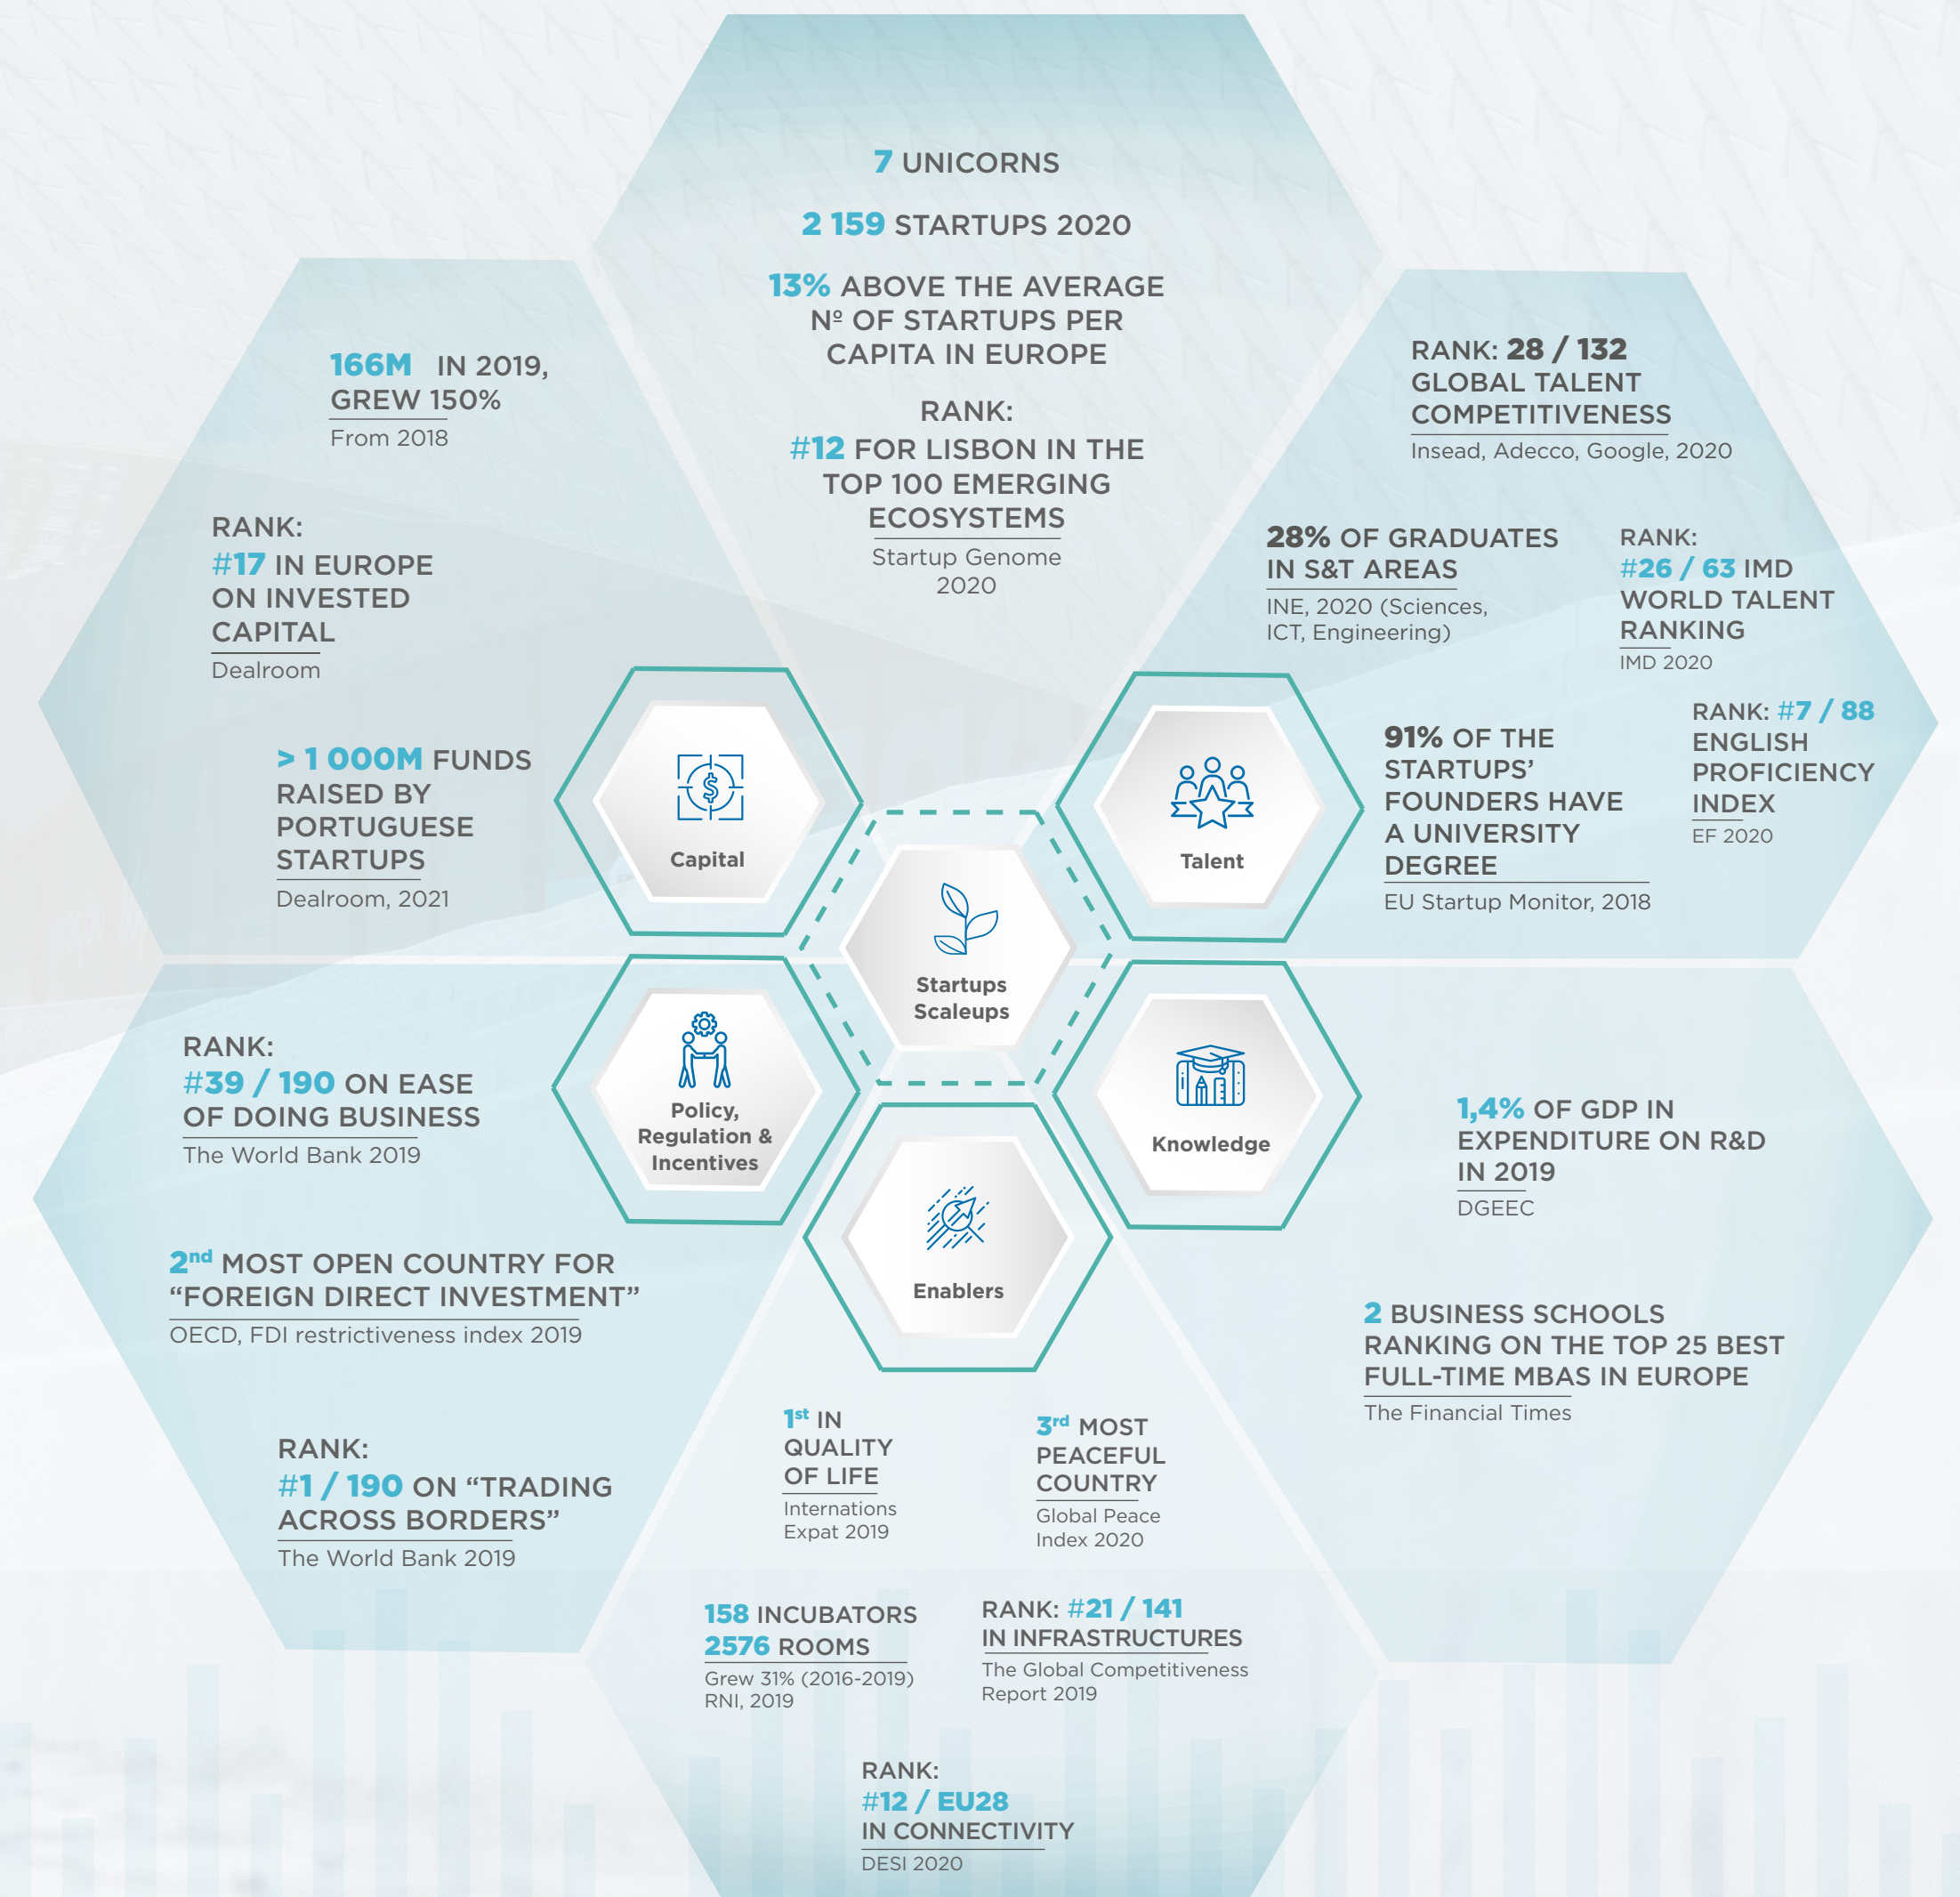 7 UNICORNS
2 159 STARTUPS 2020
13% ABOVE THE AVERAGE
Nº OF STARTUPS PER
CAPITA IN EUROPE
RANK:
#12 FOR LISBON IN THE
TOP 100 EMERGING
ECOSYSTEMS
Startup Genome
2020
166M IN 2019,
GREW 150%
From 2018
RANK:
#17 IN EUROPE
ON INVESTED
CAPITAL
Dealroom
> 1 000M FUNDS
RAISED BY
PORTUGUESE
STARTUPS
Dealroom, 2021
Capital
RANK: 28 / 132
GLOBAL TALENT
COMPETITIVENESS
Insead, Adecco, Google, 2020
28% OF GRADUATES
IN S&T AREAS
INE, 2020 (Sciences,
ICT, Engineering)
RANK:
#26 / 63 IMD
WORLD TALENT
RANKING
IMD 2020
91% OF THE
STARTUPS'
FOUNDERS HAVE
A UNIVERSITY
DEGREE
EU Startup Monitor, 2018
RANK: #7 / 88
ENGLISH
PROFICIENCY
INDEX
EF 2020
Talent
Startups
Scaleups
RANK:
#39 / 190 ON EASE
OF DOING BUSINESS
The World Bank 2019
2nd MOST OPEN COUNTRY FOR
“FOREIGN DIRECT INVESTMENT”
OECD, FDI restrictiveness index 2019
RANK:
#1 / 190 ON “TRADING
ACROSS BORDERS”
The World Bank 2019
Policy,
Regulation &
Incentives
Knowledge
1,4% OF GDP IN
EXPENDITURE ON R&D
IN 2019
DGEEC
2 BUSINESS SCHOOLS
RANKING ON THE TOP 25 BEST
FULL-TIME MBAS IN EUROPE
The Financial Times
Enablers
1st IN
QUALITY
OF LIFE
Internations
Expat 2019
3rd MOST
PEACEFUL
COUNTRY
Global Peace
Index 2020
158 INCUBATORS
2576 ROOMS
Grew 31% (2016-2019)
RNI, 2019
RANK: #21 / 141
IN INFRASTRUCTURES
The Global Competitiveness
Report 2019
RANK:
#12 / EU28
IN CONNECTIVITY
DESI 2020